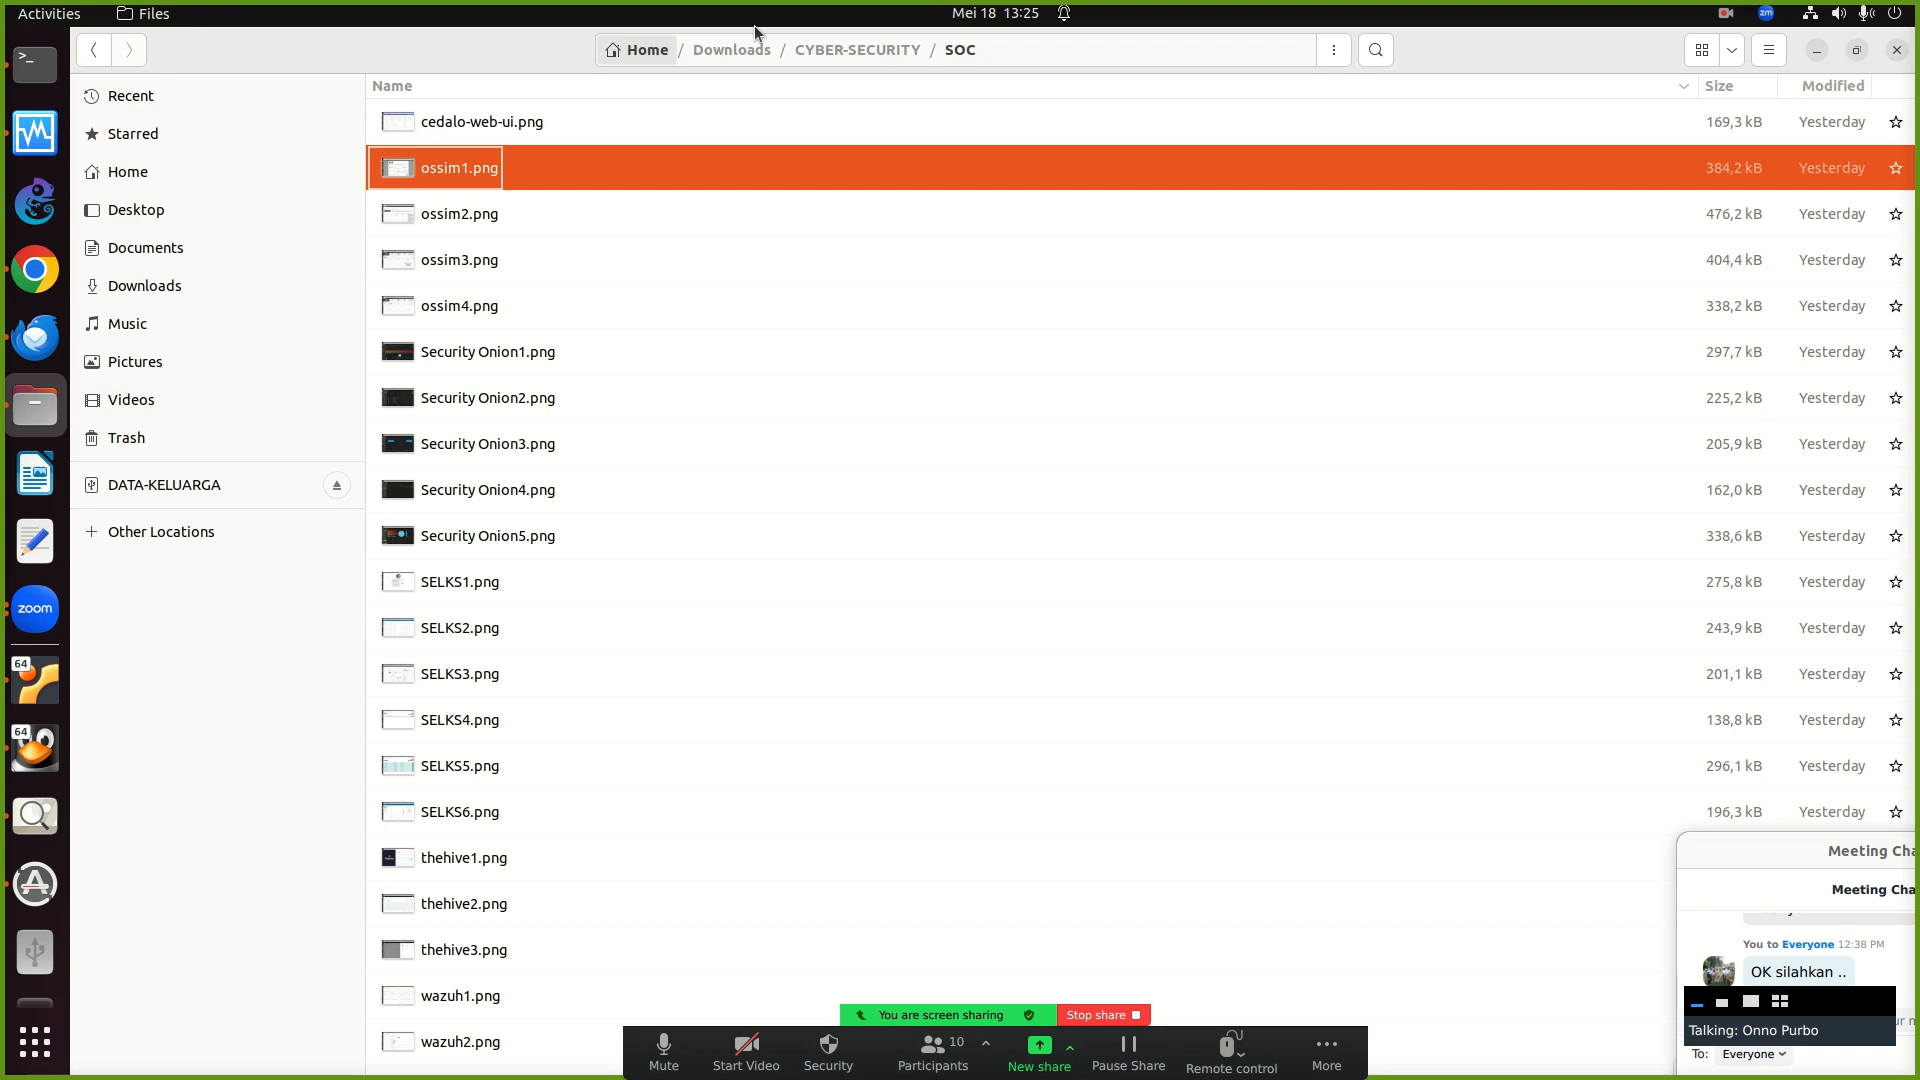 Activities Files Mei 18 13:25 zm
Home / Downloads / CYBER-SECURITY / SOC
Recent
Starred
Home
Desktop
Documents
Downloads
Music
Pictures
Videos
Trash
DATA-KELUARGA
Other Locations
Name Size Modified
cedalo-web-ui.png 169,3 kB Yesterday
ossim1.png 384,2 kB Yesterday
ossim2.png 476,2 kB Yesterday
ossim3.png 404,4 kB Yesterday
ossim4.png 338,2 kB Yesterday
Security Onion1.png 297,7 kB Yesterday
Security Onion2.png 225,2 kB Yesterday
Security Onion3.png 205,9 kB Yesterday
Security Onion4.png 162,0 kB Yesterday
Security Onion5.png 338,6 kB Yesterday
SELKS1.png 275,8 kB Yesterday
SELKS2.png 243,9 kB Yesterday
SELKS3.png 201,1 kB Yesterday
SELKS4.png 138,8 kB Yesterday
SELKS5.png 296,1 kB Yesterday
SELKS6.png 196,3 kB Yesterday
thehive1.png
thehive2.png
thehive3.png
wazuh1.png
wazuh2.png
zoom
64
64
Meeting Cha
Meeting Cha
You to Everyone 12:38 PM
OK silahkan ..
Talking: Onno Purbo
To: Everyone
You are screen sharing Stop share
Mute Start Video Security Participants 10 New share Pause Share Remote control More